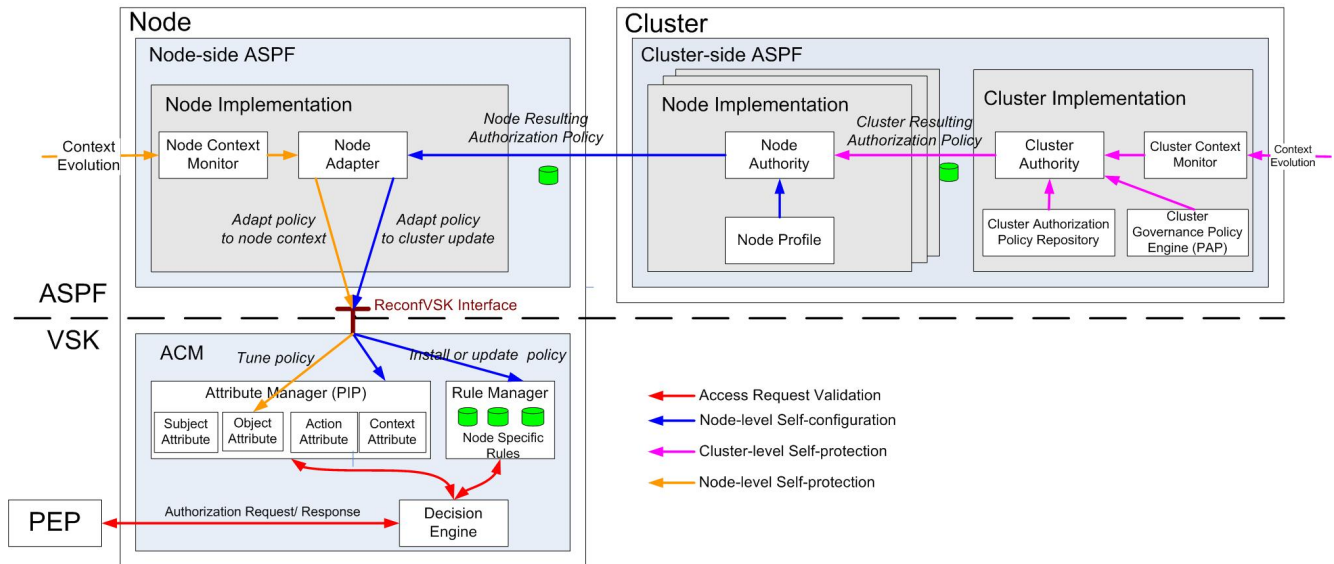 Node
Node-side ASPF
Node Implementation
Context
Evolution
Node Context
Monitor
Node
Adapter
Adapt policy
to node context
Adapt policy
to cluster update
Node Resulting
Authorization Policy
Cluster
Cluster-side ASPF
Node Implementation
Node
Authority
Node Profile
Cluster Resulting
Authorization Policy
Cluster Implementation
Cluster
Authority
Cluster Context
Monitor
Context
Evolution
Cluster Authorization
Policy Repository
Cluster
Governance Policy
Engine (PAP)
ASPF
ReconfVSK Interface
VSK
ACM
Tune policy
Install or update policy
Attribute Manager (PIP)
Subject
Attribute
Object
Attribute
Action
Attribute
Context
Attribute
Rule Manager
Node Specific
Rules
PEP
Authorization Request/ Response
Decision
Engine
Access Request Validation
Node-level Self-configuration
Cluster-level Self-protection
Node-level Self-protection